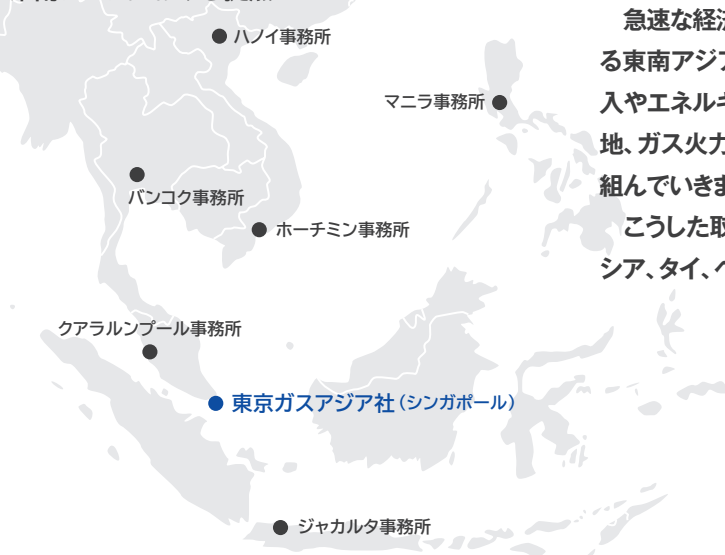 ハノイ事務所
マニラ事務所
バンコク事務所
ホーチミン事務所
クアラルンプール事務所
東京ガスアジア社（シンガポール）
ジャカルタ事務所
急速な経済
る東南アジア
入やエネルギ
地、ガス火力
組んでいきま
こうした取
シア、タイ、ベ